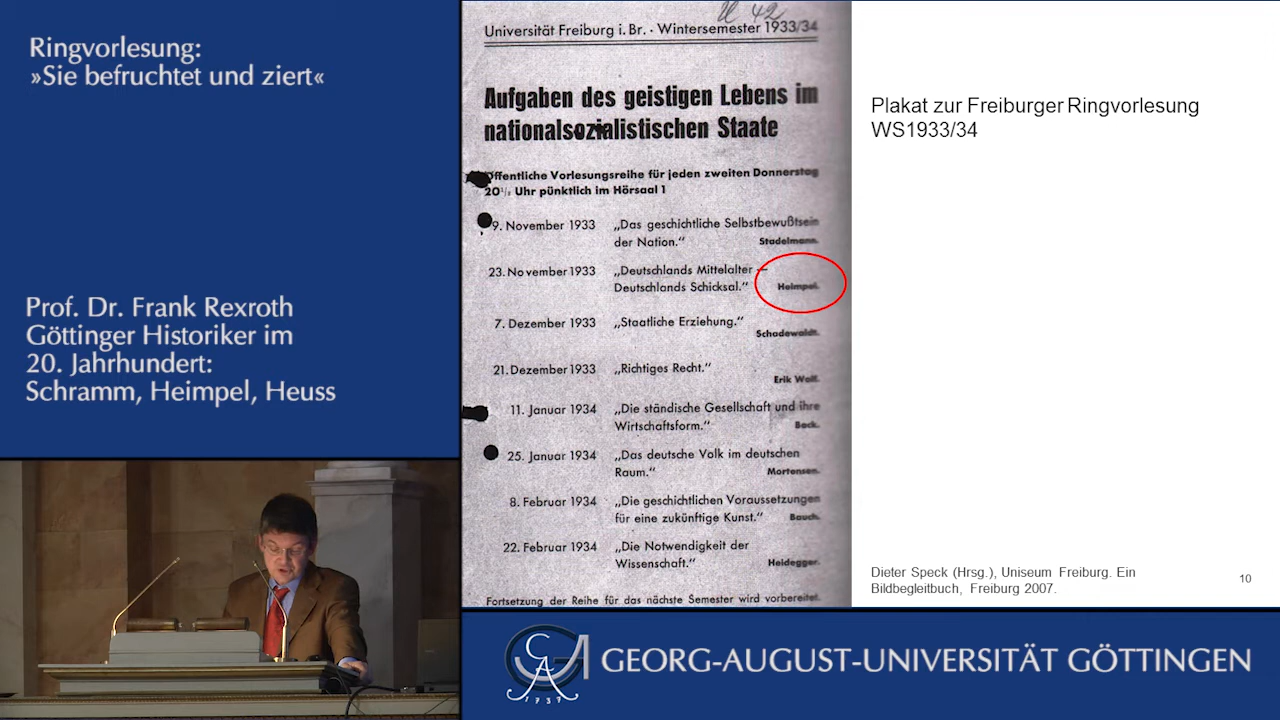 Ringvorlesung:
»Sie befruchtet und ziert«
Prof. Dr. Frank Rexroth
Göttinger Historiker im
20. Jahrhundert:
Schramm, Heimpel, Heuss
U 42
Universität Freiburg i. Br. · Wintersemester 1933/34
Aufgaben des geistigen Lebens im
nationalsozialistischen Staate
Öffentliche Vorlesungsreihe für jeden zweiten Donnerstag
20¹/₂ Uhr pünktlich im Hörsaal 1
9. November 1933 „Das geschichtliche Selbstbewußtsein
der Nation.“ Stadelmann.
23. November 1933 „Deutschlands Mittelalter —
Deutschlands Schicksal.“ Heimpel.
7. Dezember 1933 „Staatliche Erziehung.“
Schadewaldt.
21. Dezember 1933 „Richtiges Recht.“
Erik Wolf.
11. Januar 1934 „Die ständische Gesellschaft und ihre
Wirtschaftsform.“ Bock.
25. Januar 1934 „Das deutsche Volk im deutschen
Raum.“ Mortensen.
8. Februar 1934 „Die geschichtlichen Voraussetzungen
für eine zukünftige Kunst.“ Bauch.
22. Februar 1934 „Die Notwendigkeit der
Wissenschaft.“ Heidegger.
Fortsetzung der Reihe für das nächste Semester wird vorbereitet.
Plakat zur Freiburger Ringvorlesung
WS1933/34
Dieter Speck (Hrsg.), Uniseum Freiburg. Ein
Bildbegleitbuch, Freiburg 2007.
10
GAU
1737
GEORG-AUGUST-UNIVERSITÄT GÖTTINGEN